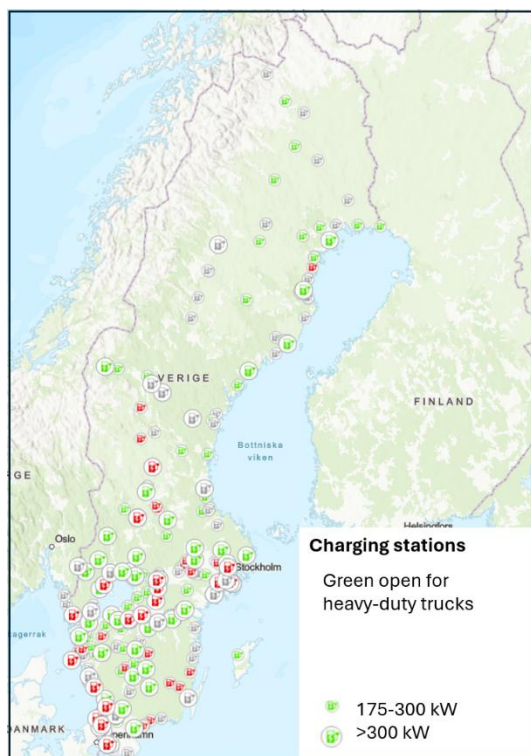 VERIGE
FINLAND
Bottniska
viken
GE
Oslo
Stockholm
Helsingfors
kagerrak
DANMARK
Charging stations
Green open for
heavy-duty trucks
175-300 kW
>300 kW